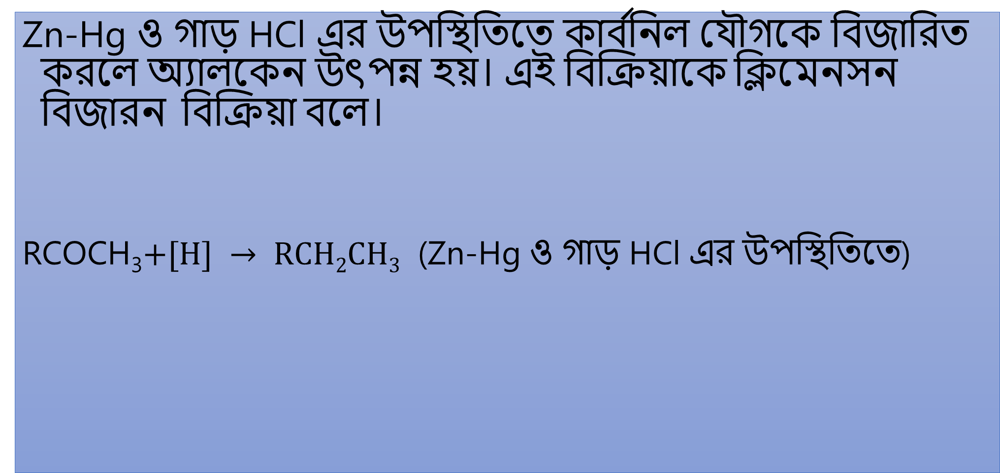 Zn-Hg ও গাড় HCl এর উপস্থিতিতে কার্বনিল যৌগকে বিজারিত
করলে অ্যালকেন উৎপন্ন হয়। এই বিক্রিয়াকে ক্লিমেনসন
বিজারন বিক্রিয়া বলে।
RCOCH₃+[H] → RCH₂CH₃ (Zn-Hg ও গাড় HCl এর উপস্থিতিতে)